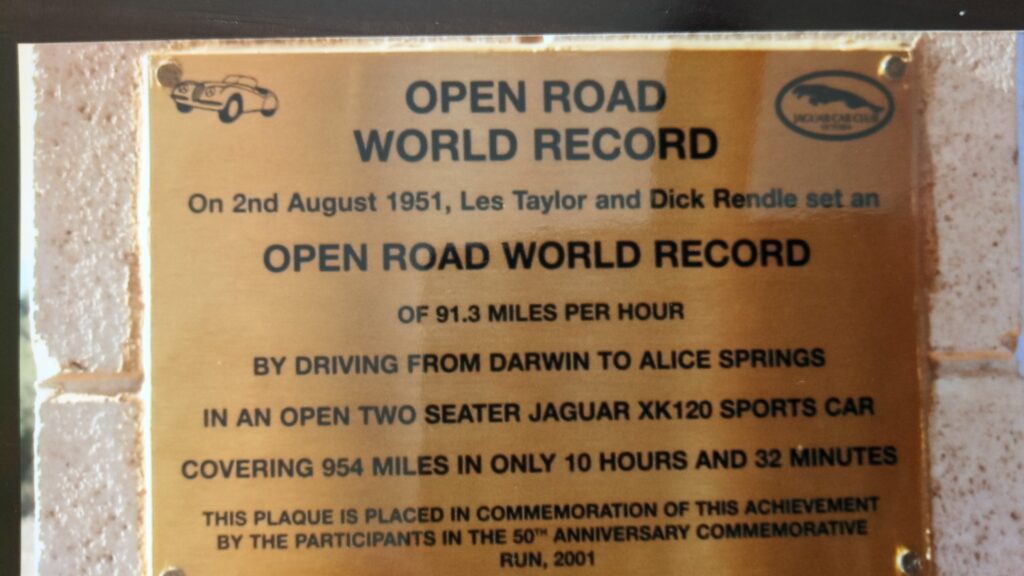 OPEN ROAD
WORLD RECORD
JAGUAR CAR CLUB
On 2nd August 1951, Les Taylor and Dick Rendle set an
OPEN ROAD WORLD RECORD
OF 91.3 MILES PER HOUR
BY DRIVING FROM DARWIN TO ALICE SPRINGS
IN AN OPEN TWO SEATER JAGUAR XK120 SPORTS CAR
COVERING 954 MILES IN ONLY 10 HOURS AND 32 MINUTES
THIS PLAQUE IS PLACED IN COMMEMORATION OF THIS ACHIEVEMENT
BY THE PARTICIPANTS IN THE 50TH ANNIVERSARY COMMEMORATIVE
RUN, 2001